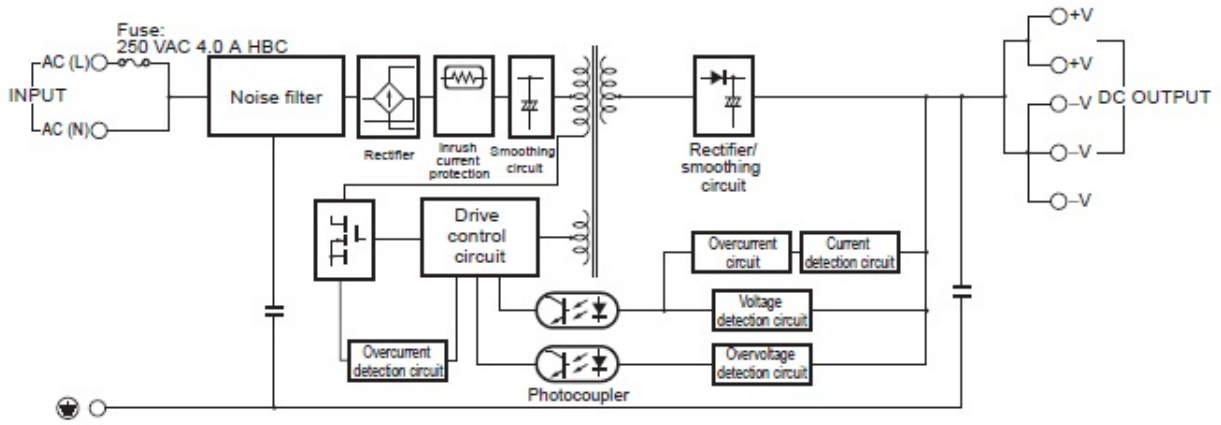 Fuse:
250 VAC 4.0 A HBC
AC (L)
INPUT
AC (N)
Noise filter
Rectifier
Inrush
current
protection
Smoothing
circuit
Rectifier/
smoothing
circuit
+V
+V
–V
DC OUTPUT
–V
–V
Drive
control
circuit
Overcurrent
circuit
Current
detection circuit
Voltage
detection circuit
Overcurrent
detection circuit
Overvoltage
detection circuit
Photocoupler